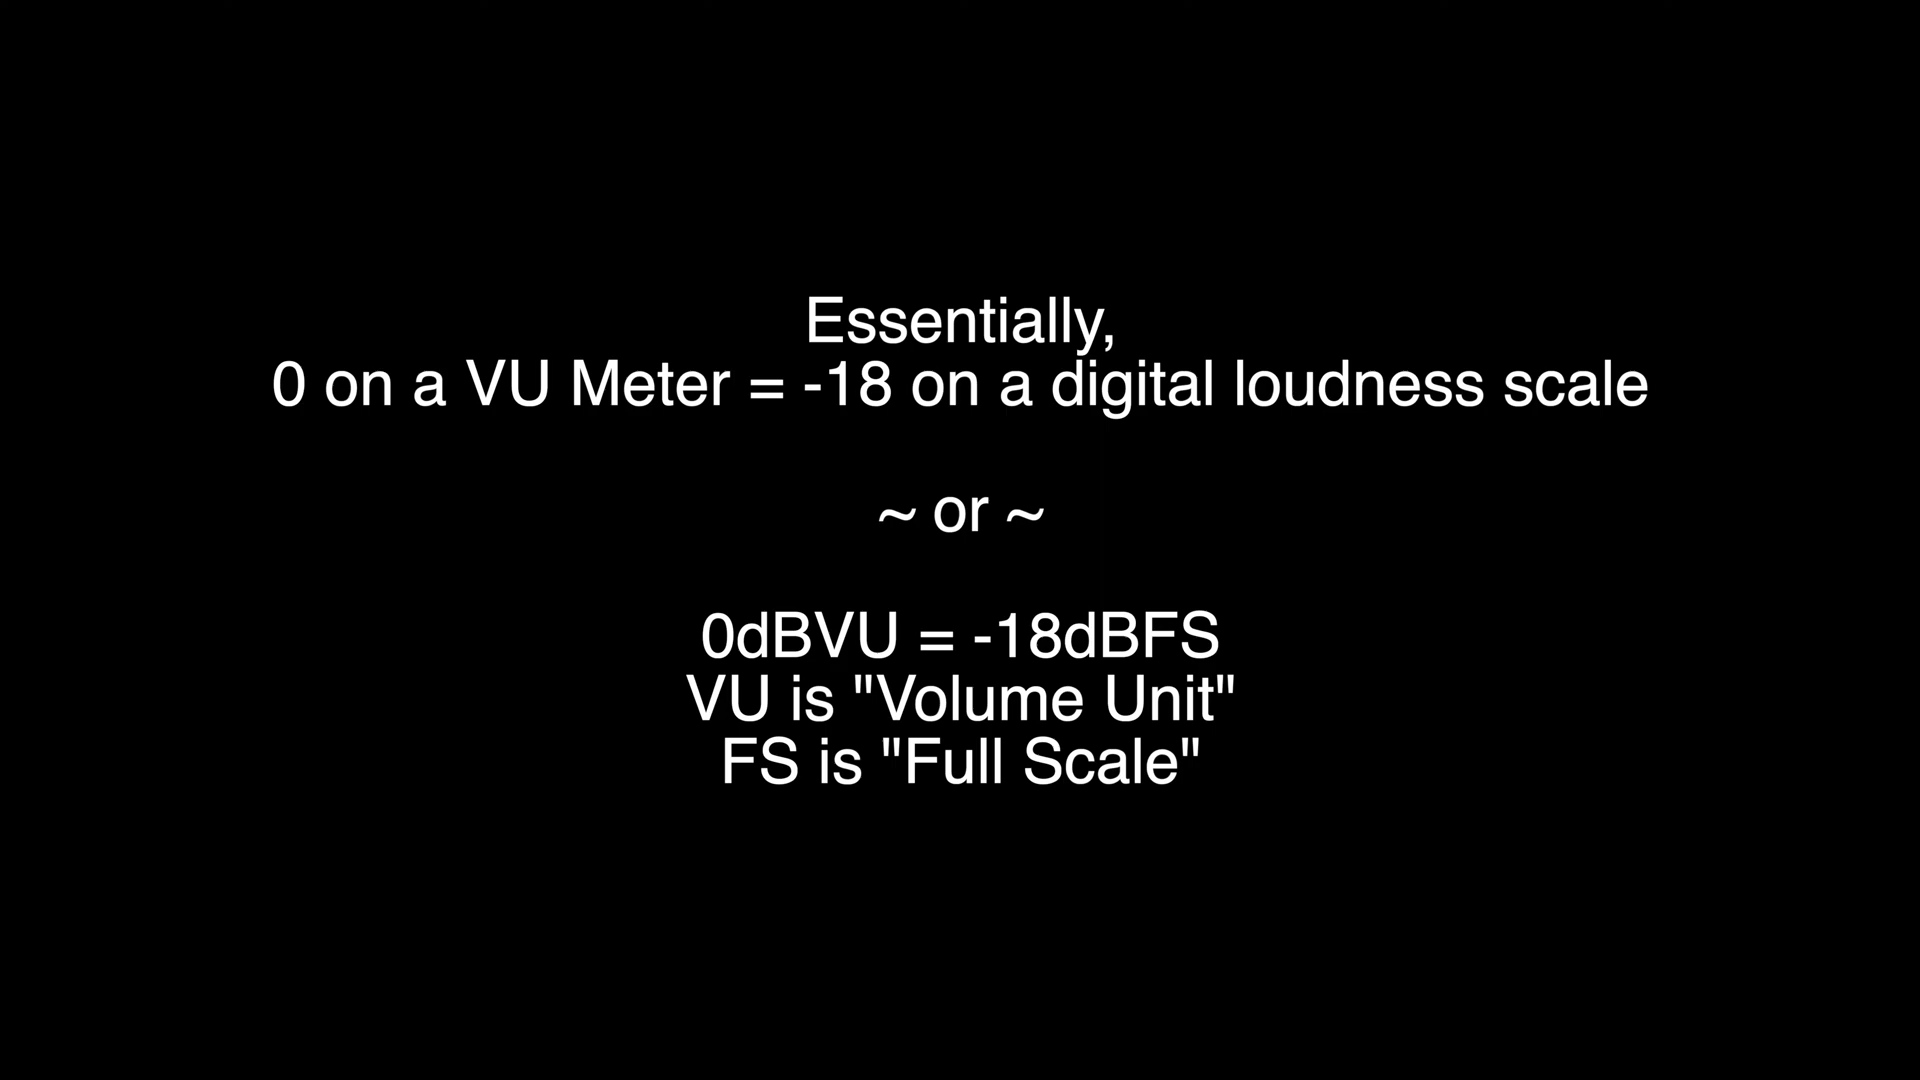 Essentially,
0 on a VU Meter = -18 on a digital loudness scale
~ or ~
0dBVU = -18dBFS
VU is "Volume Unit"
FS is "Full Scale"